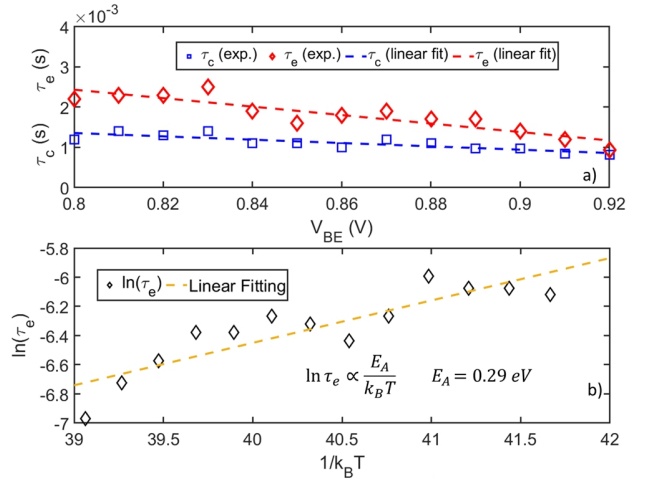 ×10⁻³
4
3
2
1
0
τc (s) τe (s)
τc (exp.) τe (exp.) τc (linear fit) τe (linear fit)
a)
0.8 0.82 0.84 0.86 0.88 0.9 0.92
VBE (V)
-5.8
-6
-6.2
-6.4
-6.6
-6.8
-7
ln(τe)
ln(τe) Linear Fitting
ln τe ∝ EA/kBT EA = 0.29 eV
b)
39 39.5 40 40.5 41 41.5 42
1/kBT